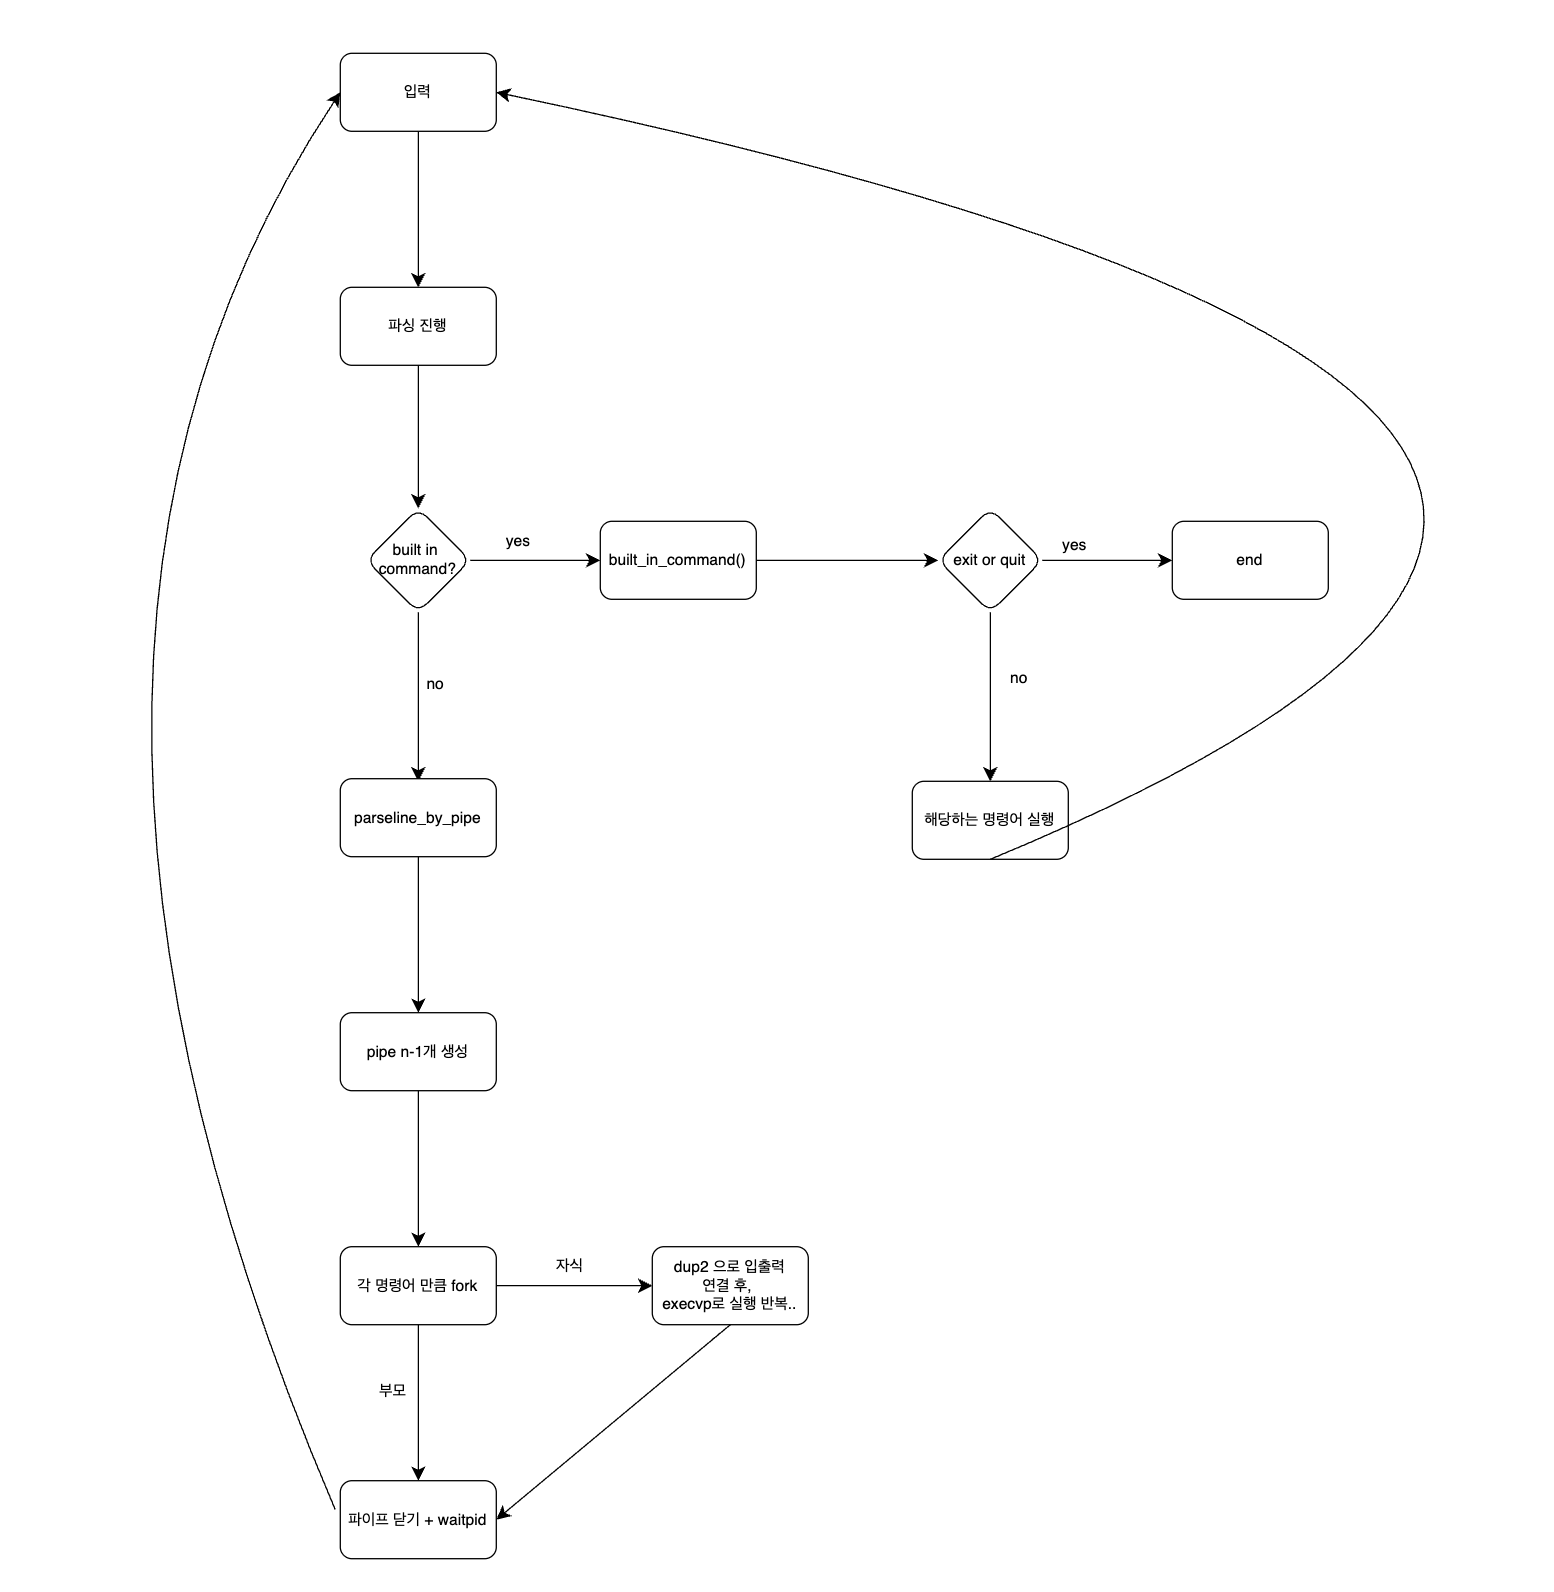 입력
파싱 진행
built in
command?
yes
built_in_command()
exit or quit
yes
end
no
no
parseline_by_pipe
해당하는 명령어 실행
pipe n-1개 생성
각 명령어 만큼 fork
자식
dup2 으로 입출력
연결 후,
execvp로 실행 반복..
부모
파이프 닫기 + waitpid